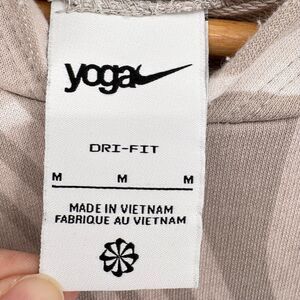 yoga
DRI-FIT
M M M
MADE IN VIETNAM
FABRIQUE AU VIETNAM